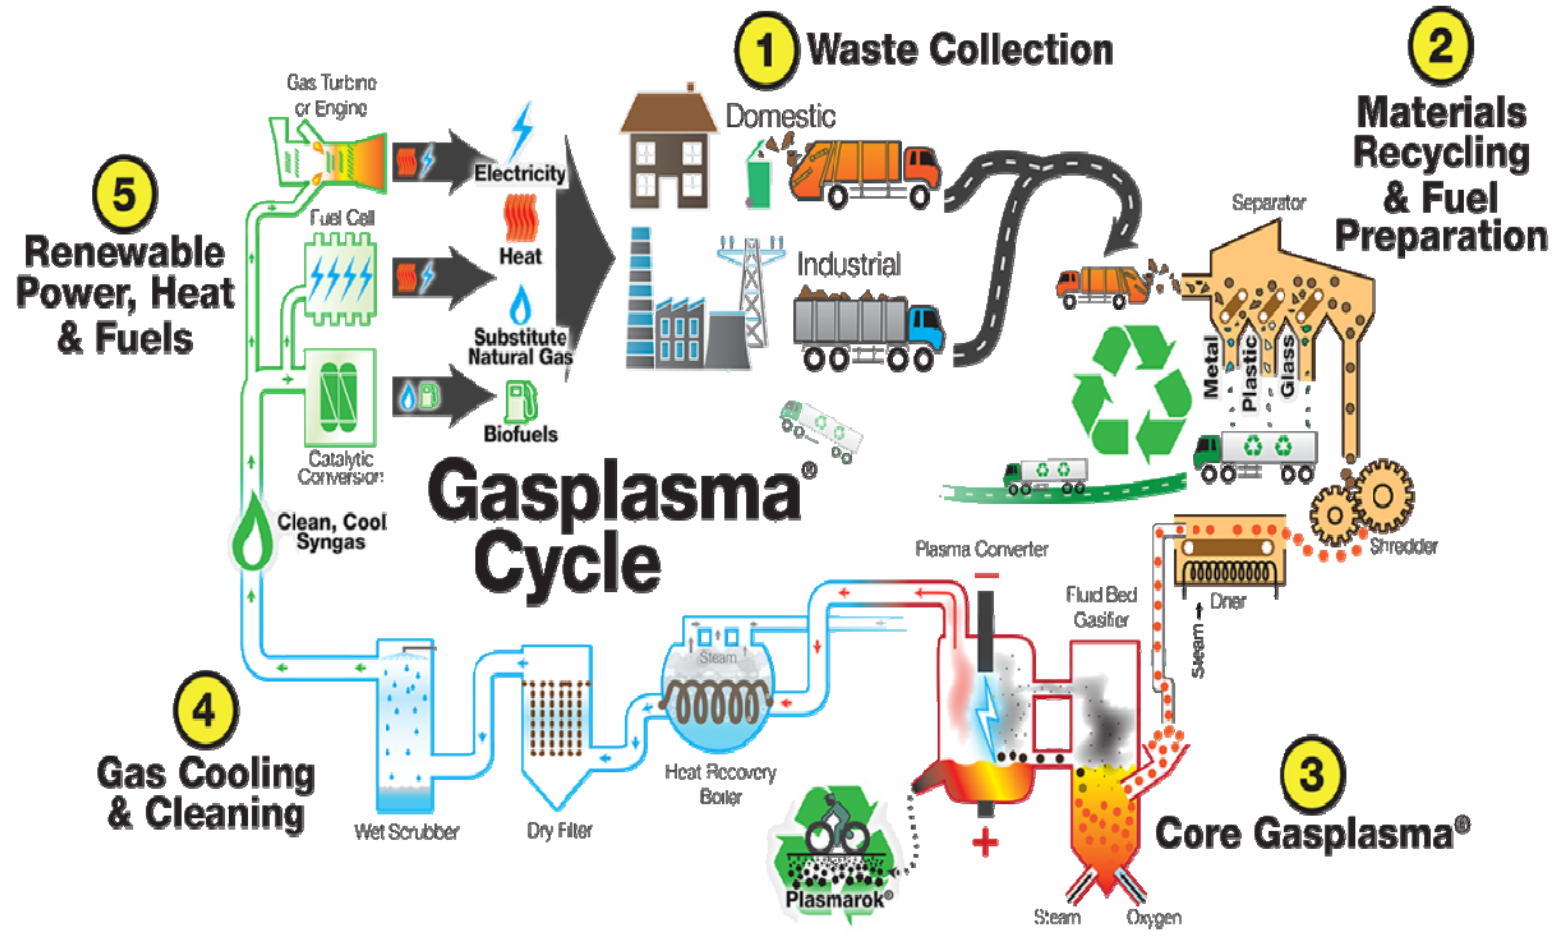 1 Waste Collection
Domestic
Industrial
2
Materials
Recycling
& Fuel
Preparation
Separator
Metal
Plastic
Glass
Shredder
Drier
Steam
3
Core Gasplasma®
Fluid Bed
Gasifier
Plasma Converter
Steam
Oxygen
+
Plasmarok®
4
Gas Cooling
& Cleaning
Heat Recovery
Boiler
Steam
Dry Filter
Wet Scrubber
Clean, Cool
Syngas
5
Renewable
Power, Heat
& Fuels
Gas Turbine
or Engine
Fuel Cell
Catalytic
Conversion
Electricity
Heat
Substitute
Natural Gas
Biofuels
Gasplasma®
Cycle